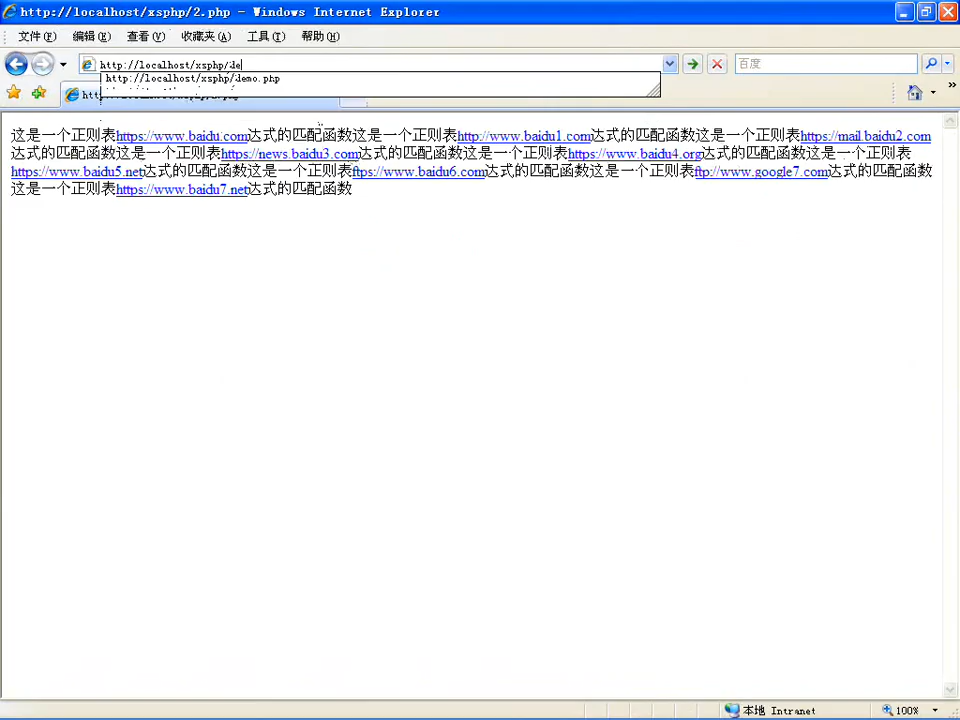 http://localhost/xsphp/2.php - Windows Internet Explorer
文件(F) 编辑(E) 查看(V) 收藏夹(A) 工具(T) 帮助(H)
http://localhost/xsphp/de
百度
http://localhost/xsphp/demo.php
这是一个正则表https://www.baidu.com达式的匹配函数这是一个正则表http://www.baidu1.com达式的匹配函数这是一个正则表https://mail.baidu2.com
达式的匹配函数这是一个正则表https://news.baidu3.com达式的匹配函数这是一个正则表https://www.baidu4.org达式的匹配函数这是一个正则表
https://www.baidu5.net达式的匹配函数这是一个正则表ftps://www.baidu6.com达式的匹配函数这是一个正则表ftp://www.google7.com达式的匹配函数
这是一个正则表https://www.baidu7.net达式的匹配函数
本地 Intranet
100%